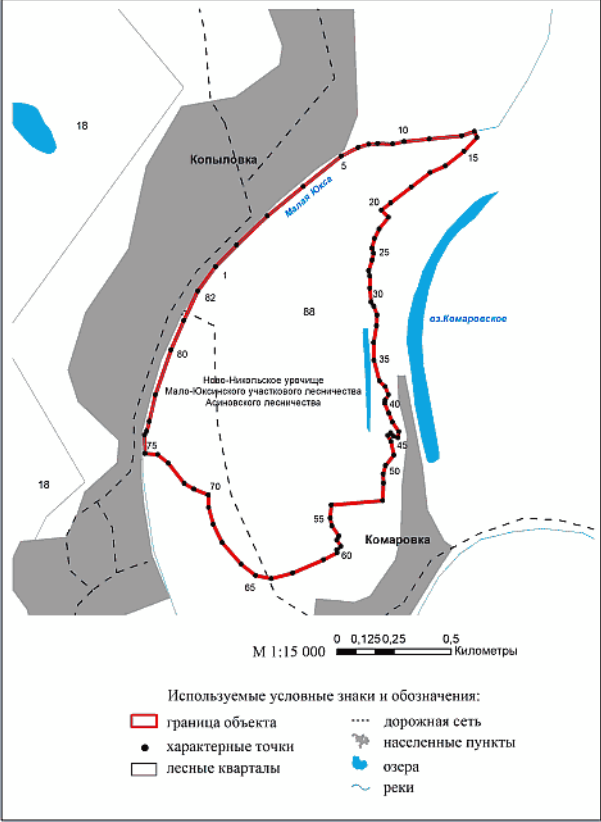 18
Копыловка
10
5
15
Малая Юкса
20
25
1
82
30
88
оз.Комаровское
80
35
Ново-Никольское урочище
Мало-Юксинского участкового лесничества
Асиновского лесничества
40
75
45
18
70
50
55
Комаровка
60
65
М 1:15 000
0 0,125 0,25 0,5
Километры
Используемые условные знаки и обозначения:
граница объекта
характерные точки
лесные кварталы
дорожная сеть
населенные пункты
озера
реки